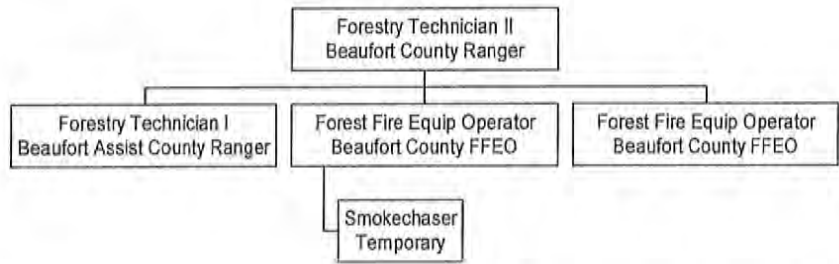 Forestry Technician II
Beaufort County Ranger
Forestry Technician I
Beaufort Assist County Ranger
Forest Fire Equip Operator
Beaufort County FFEO
Forest Fire Equip Operator
Beaufort County FFEO
Smokechaser
Temporary